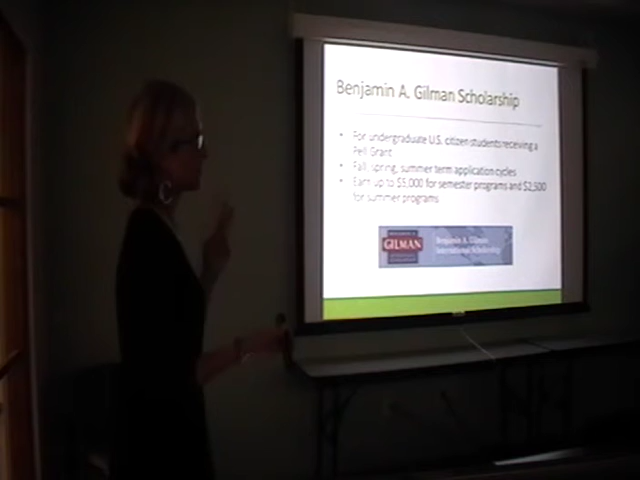 Benjamin A. Gilman Scholarship
• For undergraduate U.S. citizen students receiving a
Pell Grant
• Fall, spring, summer term application cycles
• Earn up to $5,000 for semester programs and $2,500
for summer programs
GILMAN
Benjamin A. Gilman
International Scholarship